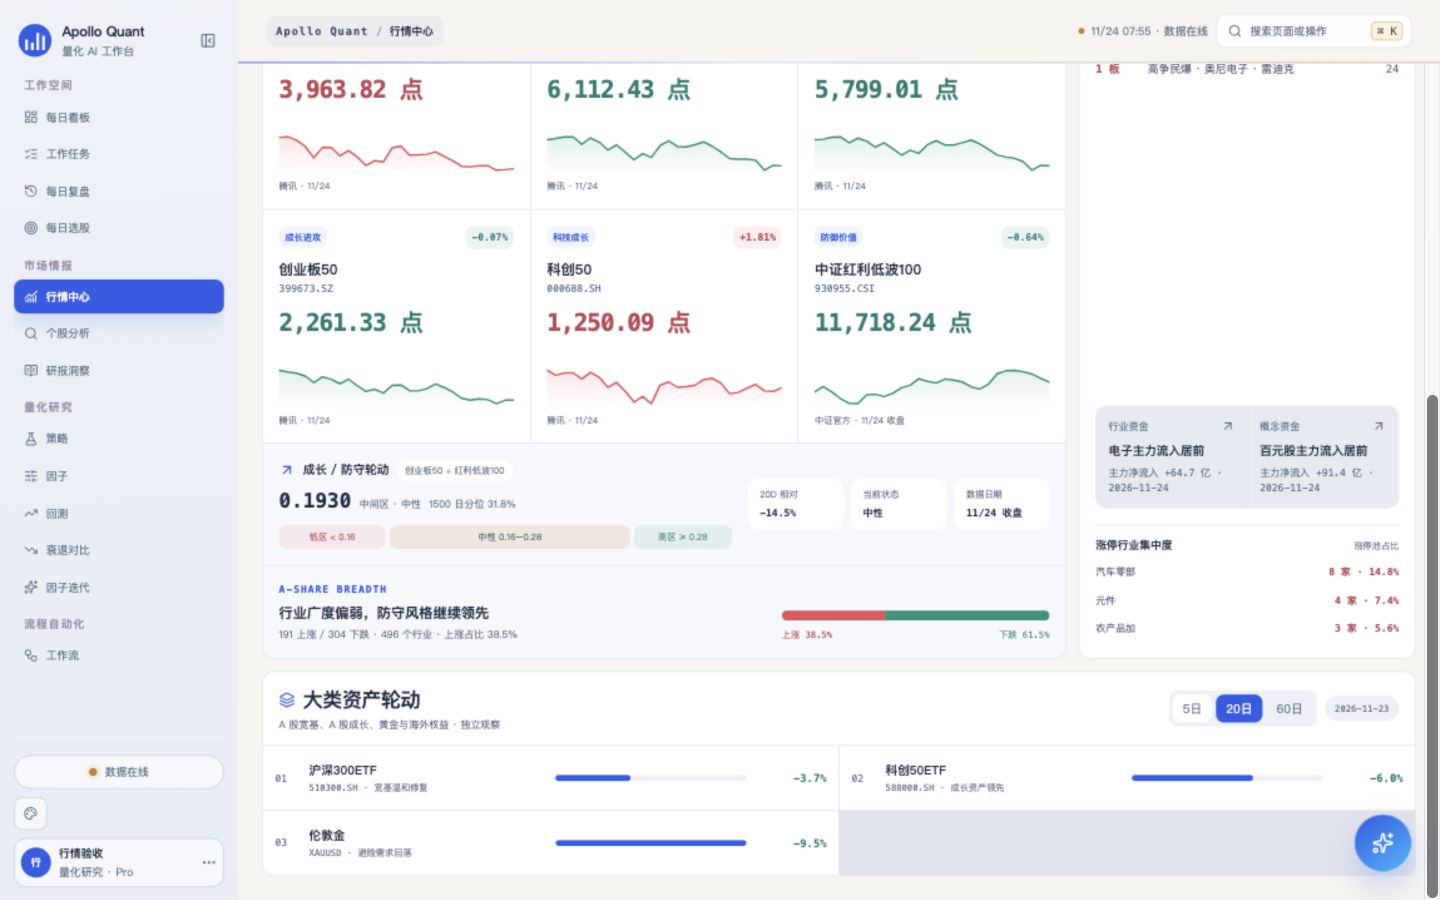 Apollo Quant
量化 AI 工作台
工作空间
每日看板
工作任务
每日复盘
每日选股
市场情报
行情中心
个股分析
研报洞察
量化研究
策略
因子
回测
衰退对比
因子迭代
流程自动化
工作流
数据在线
行
行情验收
量化研究 · Pro
Apollo Quant / 行情中心
11/24 07:55 · 数据在线
搜索页面或操作
⌘ K
3,963.82 点
腾讯 · 11/24
6,112.43 点
腾讯 · 11/24
5,799.01 点
腾讯 · 11/24
成长进攻
-0.07%
创业板50
399673.SZ
2,261.33 点
腾讯 · 11/24
科技成长
+1.81%
科创50
000688.SH
1,250.09 点
腾讯 · 11/24
防御价值
-0.64%
中证红利低波100
930955.CSI
11,718.24 点
中证官方 · 11/24 收盘
成长 / 防守轮动 创业板50 ÷ 红利低波100
0.1930 中间区 · 中性 1500 日分位 31.8%
低区 < 0.16
中性 0.16—0.28
高区 ≥ 0.28
20D 相对
-14.5%
当前状态
中性
数据日期
11/24 收盘
A-SHARE BREADTH
行业广度偏弱，防守风格继续领先
191 上涨 / 304 下跌 · 496 个行业 · 上涨占比 38.5%
上涨 38.5%
下跌 61.5%
1 板 高争民爆 · 奥尼电子 · 雷迪克 24
行业资金
电子主力流入居前
主力净流入 +64.7 亿 ·
2026-11-24
概念资金
百元股主力流入居前
主力净流入 +91.4 亿 ·
2026-11-24
涨停行业集中度 涨停池占比
汽车零部 8 家 · 14.8%
元件 4 家 · 7.4%
农产品加 3 家 · 5.6%
大类资产轮动
A 股宽基、A 股成长、黄金与海外权益 · 独立观察
5日
20日
60日
2026-11-23
01
沪深300ETF
510300.SH · 宽基温和修复
-3.7%
02
科创50ETF
588000.SH · 成长资产领先
-6.0%
03
伦敦金
XAUUSD · 避险需求回落
-9.5%